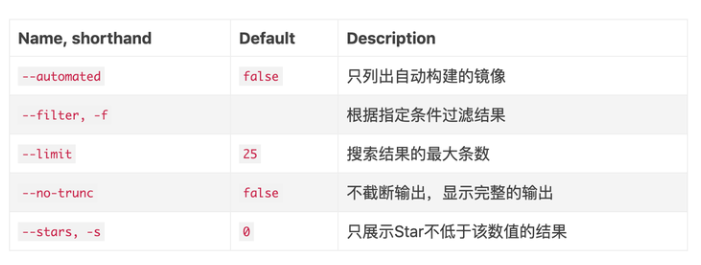 Name, shorthand Default Description
--automated false 只列出自动构建的镜像
--filter, -f 根据指定条件过滤结果
--limit 25 搜索结果的最大条数
--no-trunc false 不截断输出，显示完整的输出
--stars, -s 0 只展示Star不低于该数值的结果